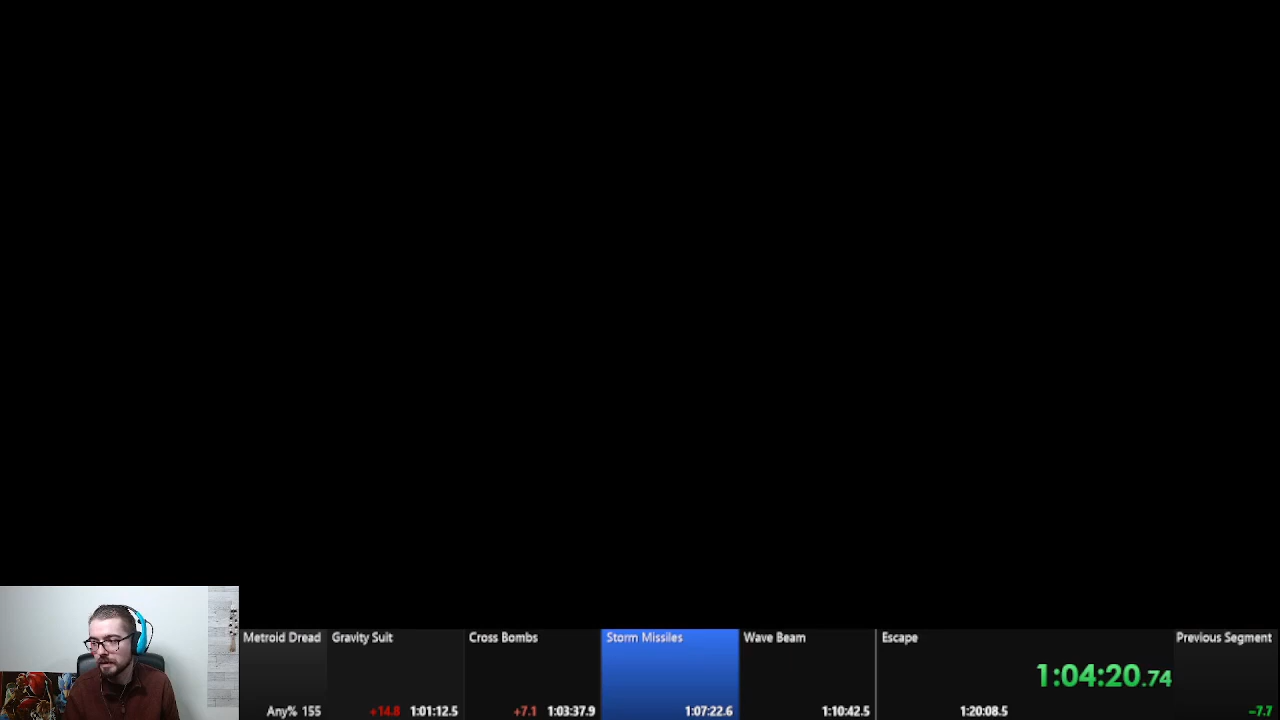 Metroid Dread
Any% 155
Gravity Suit
+14.8 1:01:12.5
Cross Bombs
+7.1 1:03:37.9
Storm Missiles
1:07:22.6
Wave Beam
1:10:42.5
Escape
1:20:08.5
1:04:20.74
Previous Segment
-7.7